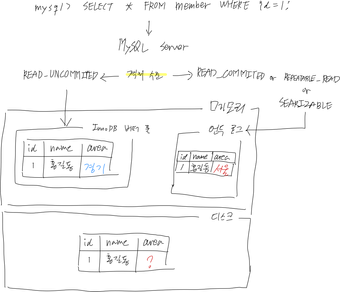 mysql> SELECT * FROM member WHERE id=1;
MySQL server
READ_UNCOMMITED 격리 수준 READ_COMMITED or REPEATABLE_READ
or
SERIALIZABLE
메모리
InnoDB 버퍼 풀
언두 로그
id name area
1 홍길동 경기
id name area
1 홍길동 서울
디스크
id name area
1 홍길동 ?